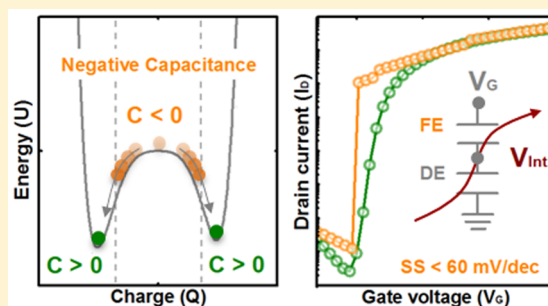 Energy (U)
Negative Capacitance
C < 0
C > 0
C > 0
Charge (Q)
Drain current (ID)
VG
FE
DE
VInt
SS < 60 mV/dec
Gate voltage (VG)